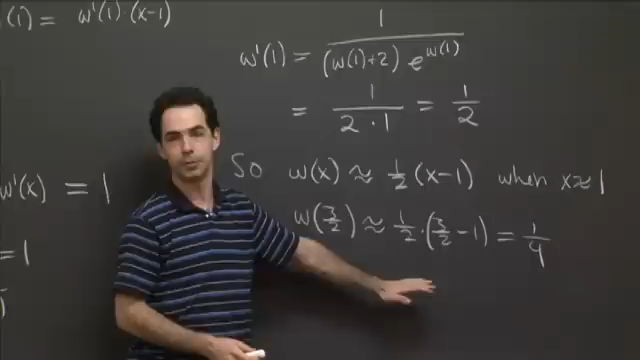 (1) = w'(1) · (x-1)
w'(1) = 1 / (w(1)+2) e^{w(1)}
= 1 / 2·1 = 1/2
w'(x) = 1
So w(x) ≈ 1/2 (x-1) when x≈1
= 1
w(3/2) ≈ 1/2 · (3/2 - 1) = 1/4